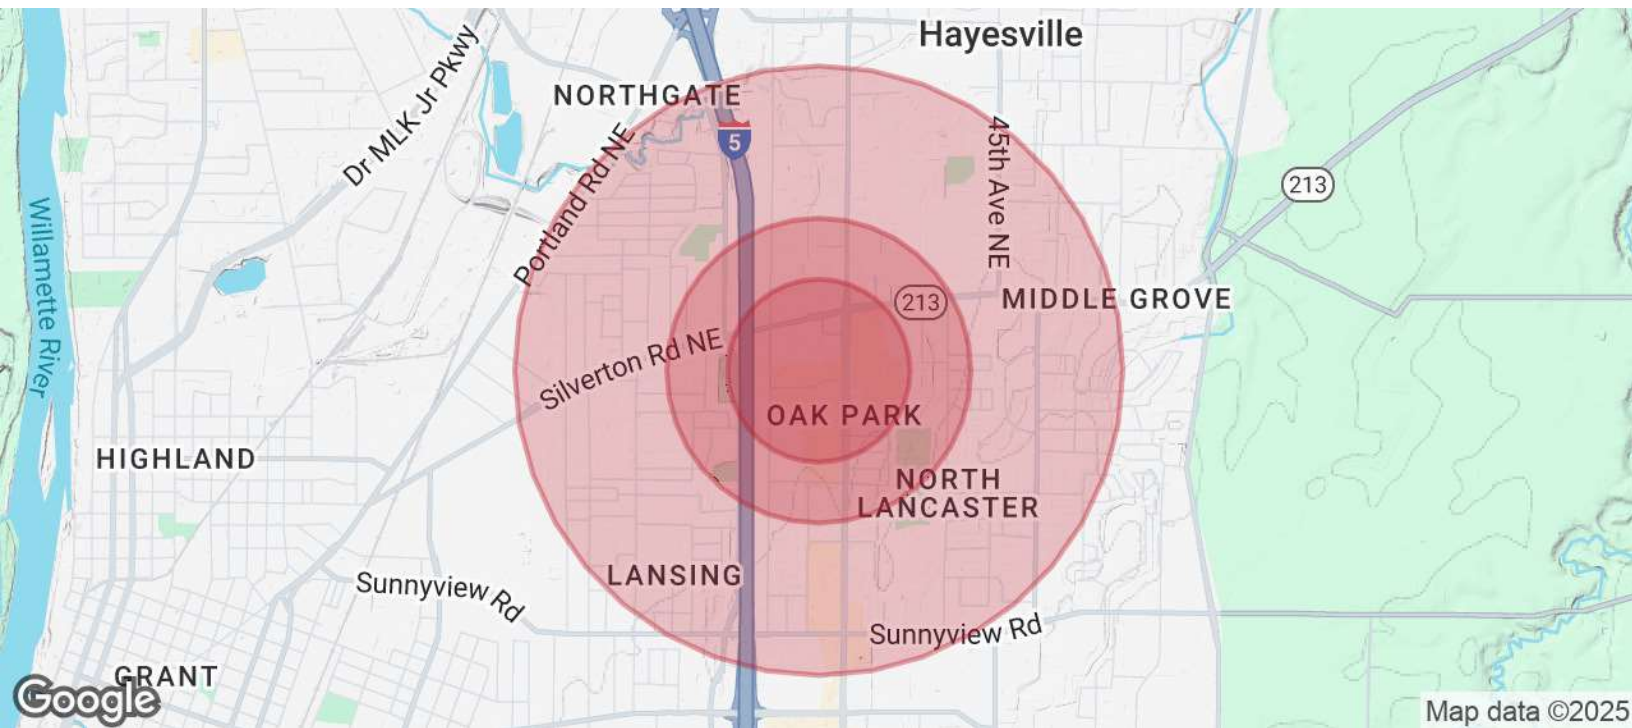 Hayesville
NORTHGATE
5
Dr MLK Jr Pkwy
Portland Rd NE
45th Ave NE
213
Willamette River
213
MIDDLE GROVE
Silverton Rd NE
OAK PARK
HIGHLAND
NORTH
LANCASTER
LANSING
Sunnyview Rd
Sunnyview Rd
GRANT
Google
Map data ©2025